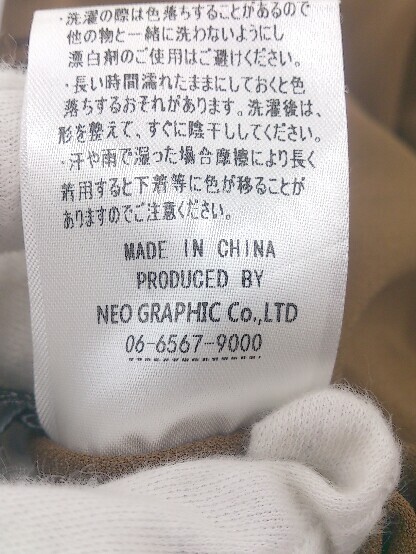 ・洗濯の際は色落ちすることがあるので
他の物と一緒に洗わないようにし
漂白剤のご使用はご避けください。
・長い時間濡れたままにしておくと色
落ちするおそれがあります。洗濯後は、
形を整えて、すぐに陰干ししてください。
・汗や雨で湿った場合摩擦により長く
着用すると下着等に色が移ることが
ありますのでご注意ください。
MADE IN CHINA
PRODUCED BY
NEO GRAPHIC Co.,LTD
06-6567-9000